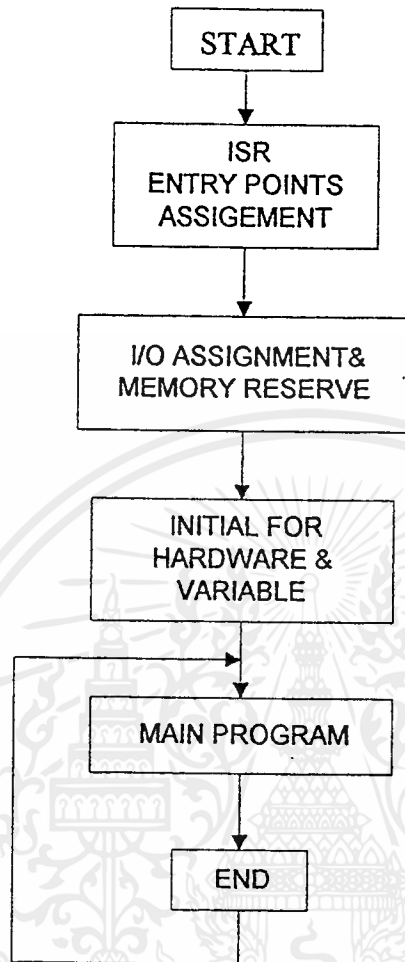 START
ISR
ENTRY POINTS
ASSIGEMENT
I/O ASSIGNMENT&
MEMORY RESERVE
INITIAL FOR
HARDWARE &
VARIABLE
MAIN PROGRAM
END